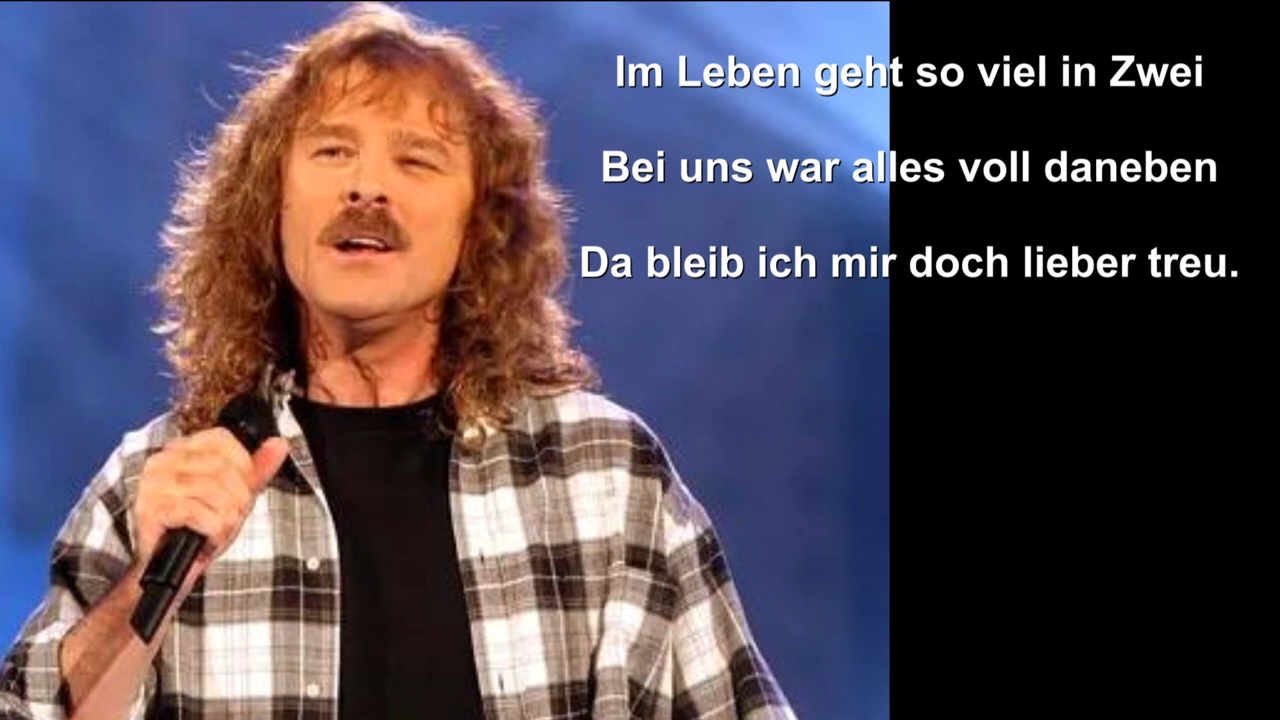 Im Leben geht so viel in Zwei
Bei uns war alles voll daneben
Da bleib ich mir doch lieber treu.